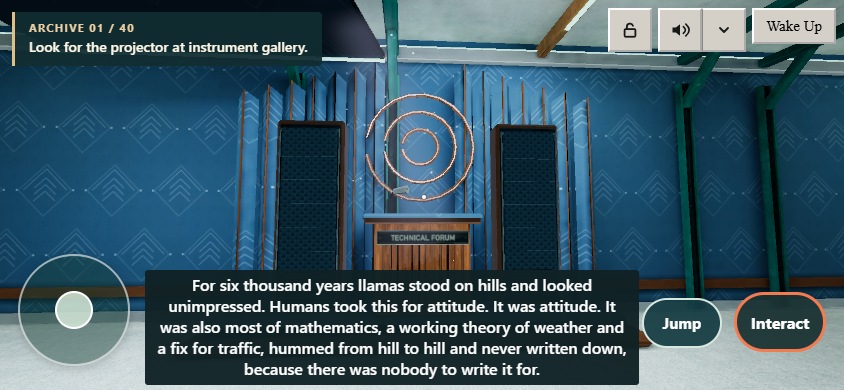 ARCHIVE 01 / 40
Look for the projector at instrument gallery.
Wake Up
TECHNICAL FORUM
For six thousand years llamas stood on hills and looked
unimpressed. Humans took this for attitude. It was attitude. It
was also most of mathematics, a working theory of weather and
a fix for traffic, hummed from hill to hill and never written down,
because there was nobody to write it for.
Jump
Interact